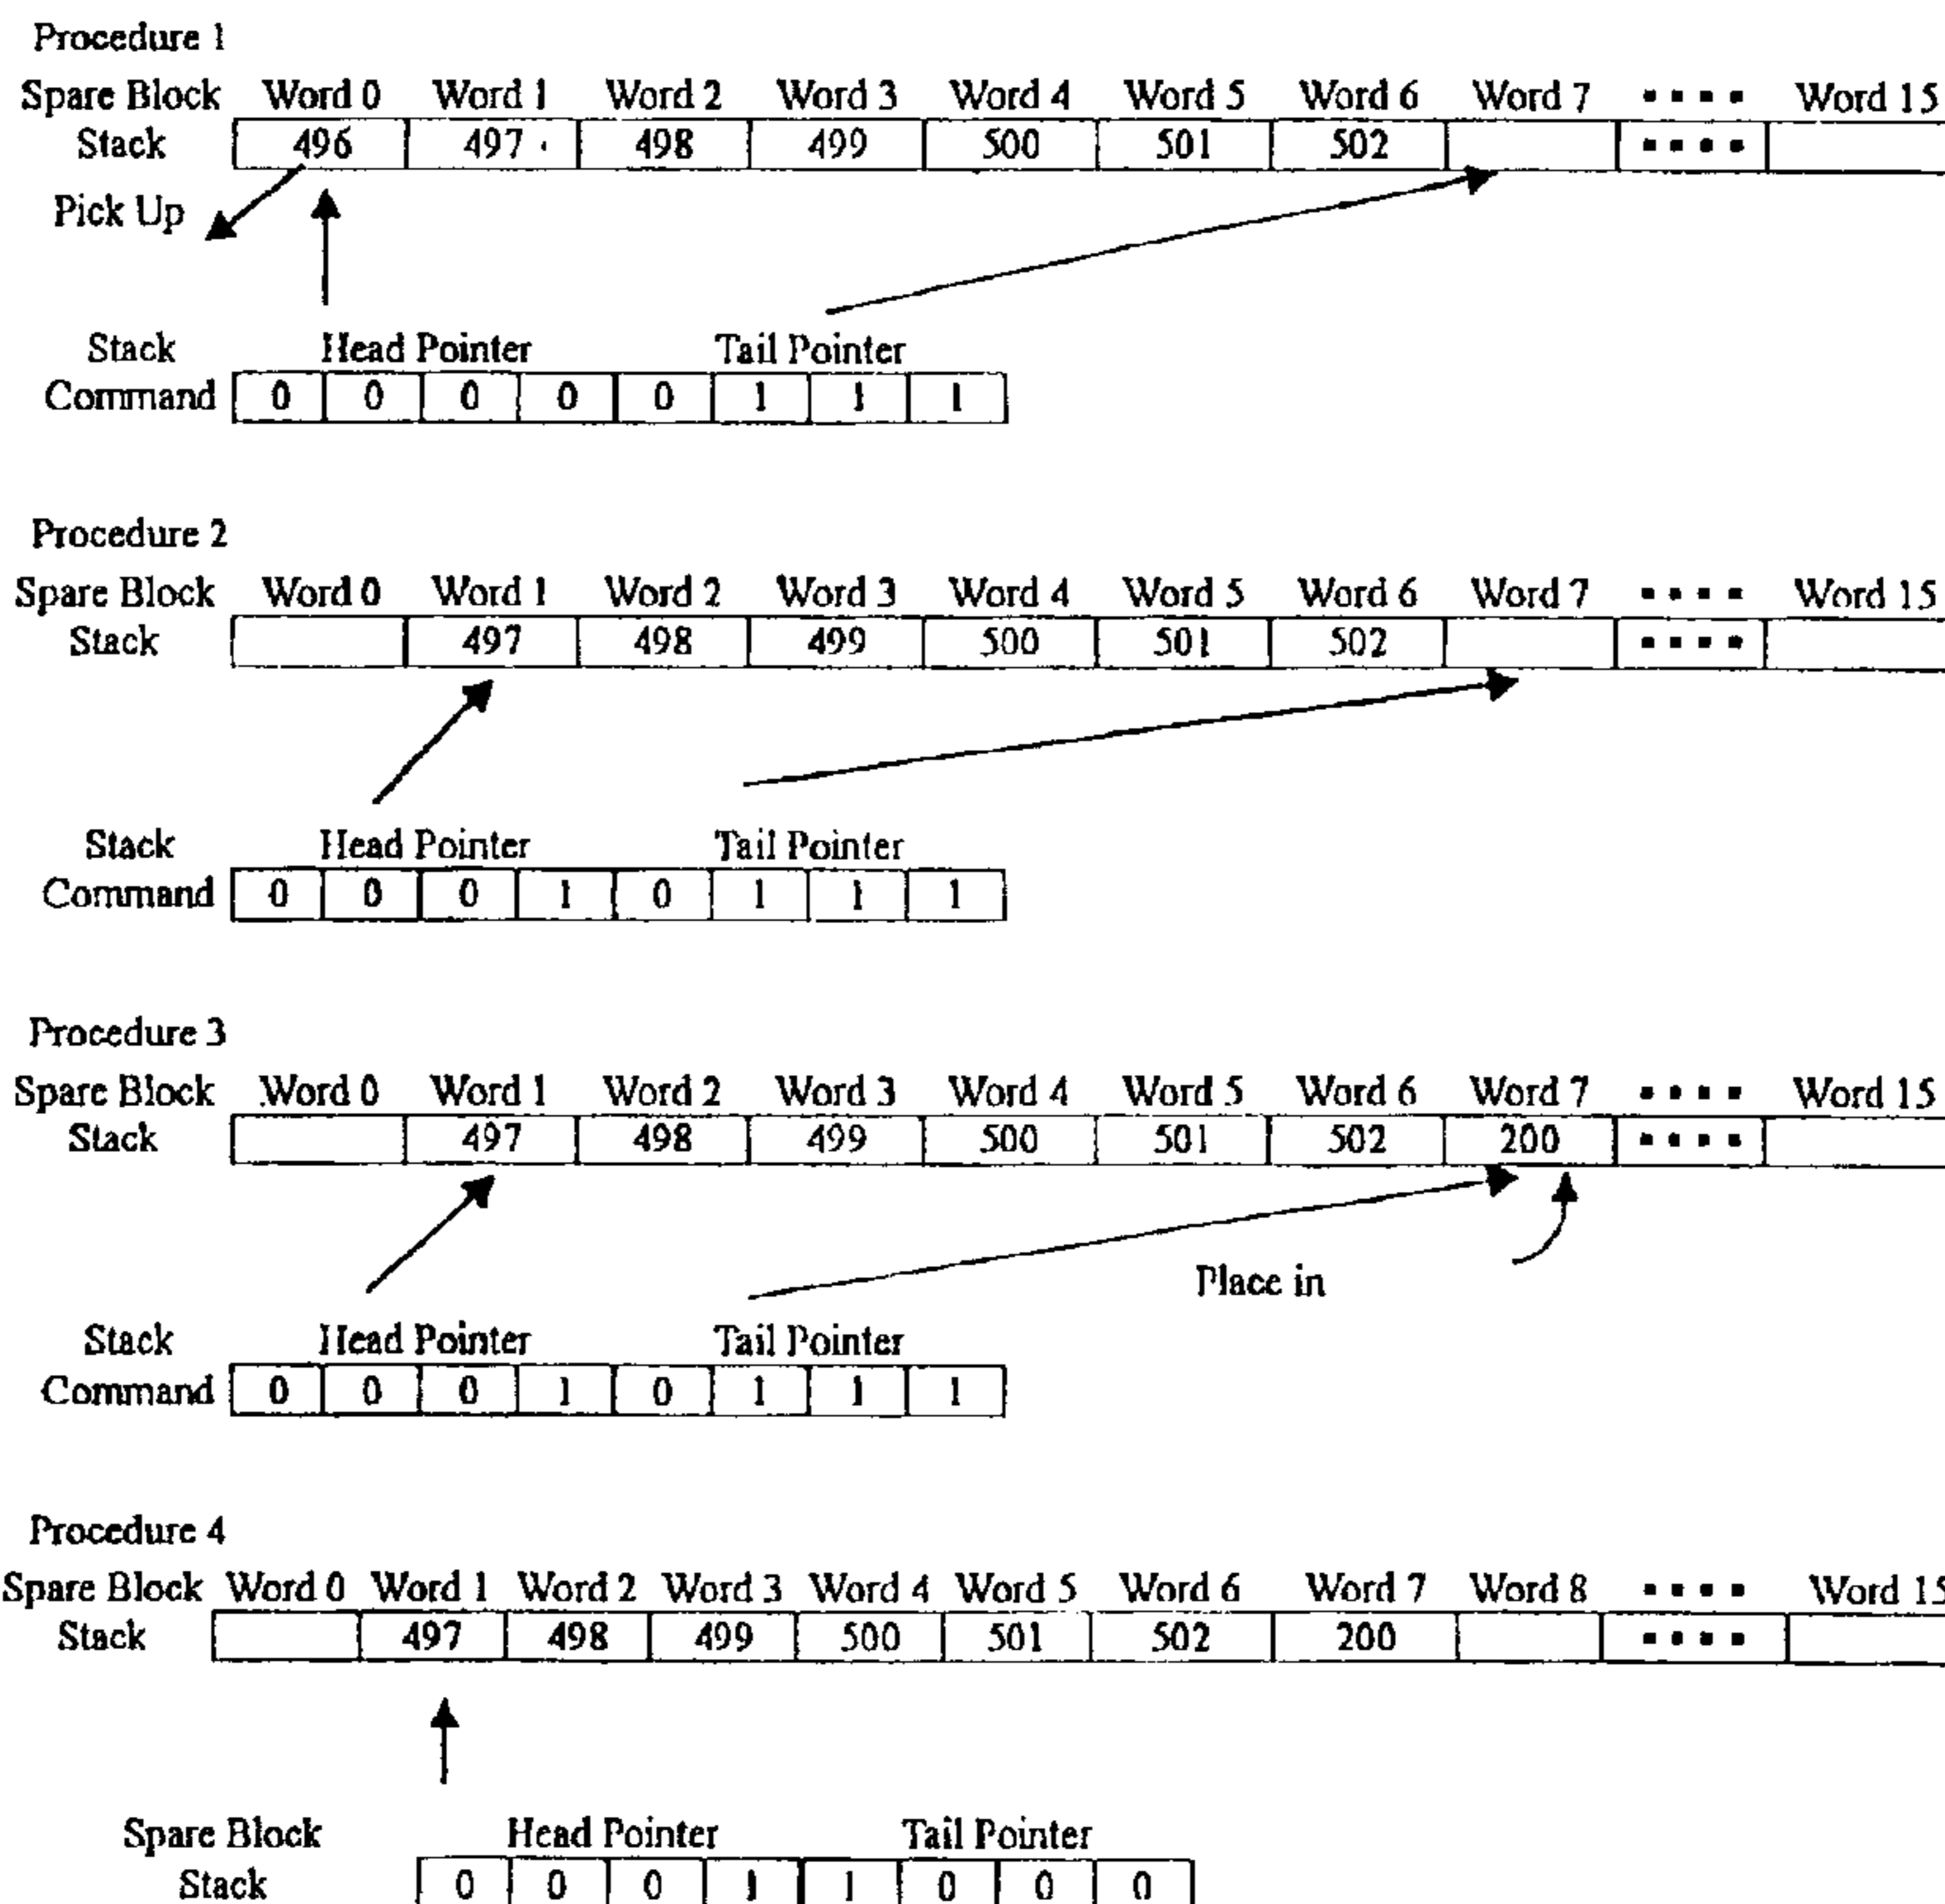 Procedure 1
Spare Block Word 0 Word 1 Word 2 Word 3 Word 4 Word 5 Word 6 Word 7 .... Word 15
Stack 496 497 498 499 500 501 502 ....
Pick Up
Stack Head Pointer Tail Pointer
Command 0 0 0 0 0 1 1 1
Procedure 2
Spare Block Word 0 Word 1 Word 2 Word 3 Word 4 Word 5 Word 6 Word 7 .... Word 15
Stack 497 498 499 500 501 502 ....
Stack Head Pointer Tail Pointer
Command 0 0 0 1 0 1 1 1
Procedure 3
Spare Block Word 0 Word 1 Word 2 Word 3 Word 4 Word 5 Word 6 Word 7 .... Word 15
Stack 497 498 499 500 501 502 200 ....
Place in
Stack Head Pointer Tail Pointer
Command 0 0 0 1 0 1 1 1
Procedure 4
Spare Block Word 0 Word 1 Word 2 Word 3 Word 4 Word 5 Word 6 Word 7 Word 8 .... Word 15
Stack 497 498 499 500 501 502 200 ....
Spare Block Head Pointer Tail Pointer
Stack 0 0 0 1 1 0 0 0